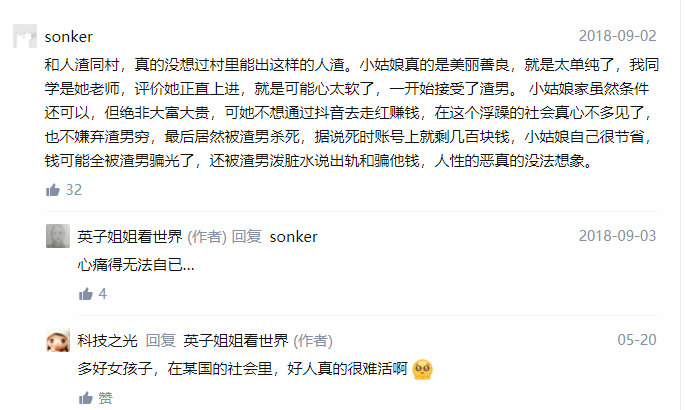 sonker 2018-09-02
和人渣同村，真的没想过村里能出这样的人渣。小姑娘真的是美丽善良，就是太单纯了，我同
学是她老师，评价她正直上进，就是可能心太软了，一开始接受了渣男。 小姑娘家虽然条件
还可以，但绝非大富大贵，可她不想通过抖音去走红赚钱，在这个浮躁的社会真心不多见了，
也不嫌弃渣男穷，最后居然被渣男杀死，据说死时账号上就剩几百块钱，小姑娘自己很节省，
钱可能全被渣男骗光了，还被渣男泼脏水说出轨和骗他钱，人性的恶真的没法想象。
32
英子姐姐看世界 (作者) 回复 sonker 2018-09-03
心痛得无法自已...
4
科技之光 回复 英子姐姐看世界 (作者) 05-20
多好女孩子，在某国的社会里，好人真的很难活啊 🥺
赞